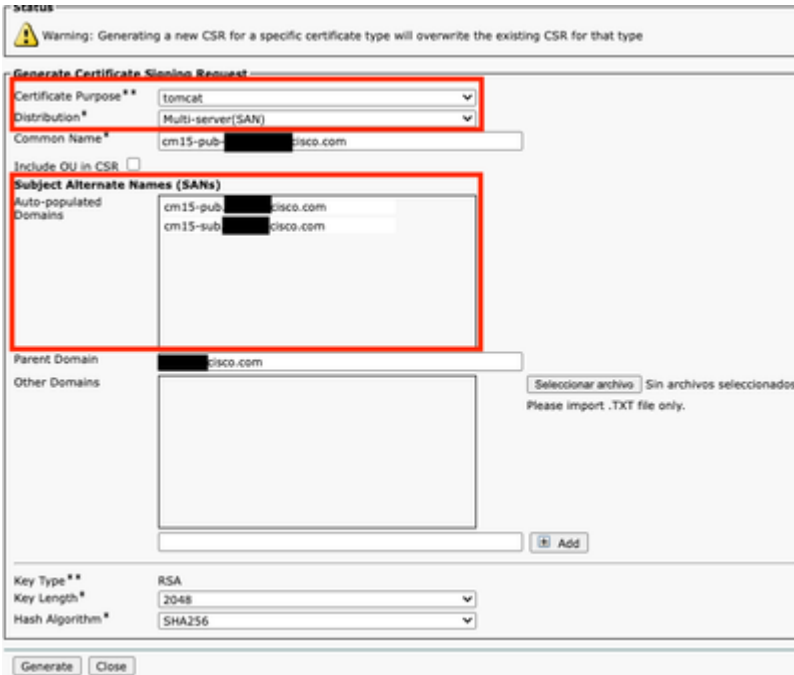 Status
Warning: Generating a new CSR for a specific certificate type will overwrite the existing CSR for that type
Generate Certificate Signing Request
Certificate Purpose** tomcat
Distribution* Multi-server(SAN)
Common Name* cm15-pub- cisco.com
Include OU in CSR
Subject Alternate Names (SANs)
Auto-populated Domains
cm15-pub. cisco.com
cm15-sub. cisco.com
Parent Domain cisco.com
Other Domains
Seleccionar archivo Sin archivos seleccionados
Please import .TXT file only.
Add
Key Type** RSA
Key Length* 2048
Hash Algorithm* SHA256
Generate Close